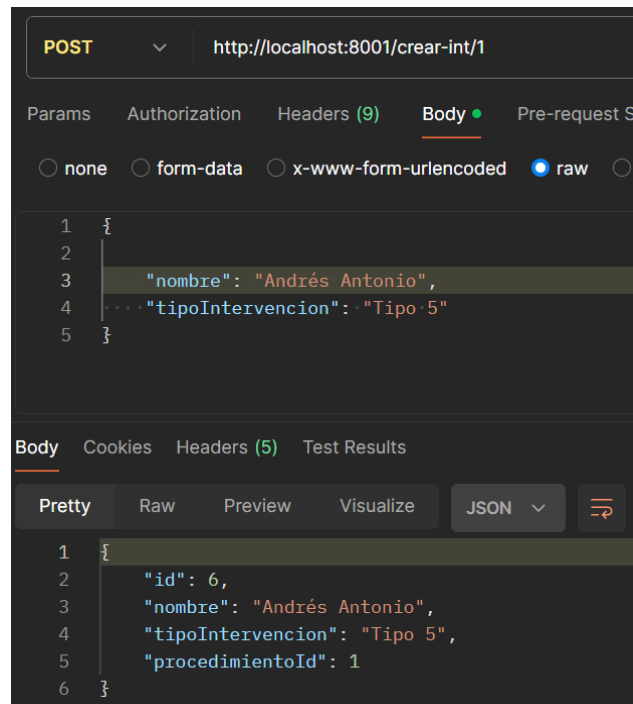 POST http://localhost:8001/crear-int/1
Params Authorization Headers (9) Body Pre-request S
none form-data x-www-form-urlencoded raw
1 {
2
3 "nombre": "Andrés Antonio",
4 "tipoIntervencion": "Tipo 5"
5 }
Body Cookies Headers (5) Test Results
Pretty Raw Preview Visualize JSON
1 {
2 "id": 6,
3 "nombre": "Andrés Antonio",
4 "tipoIntervencion": "Tipo 5",
5 "procedimientoId": 1
6 }